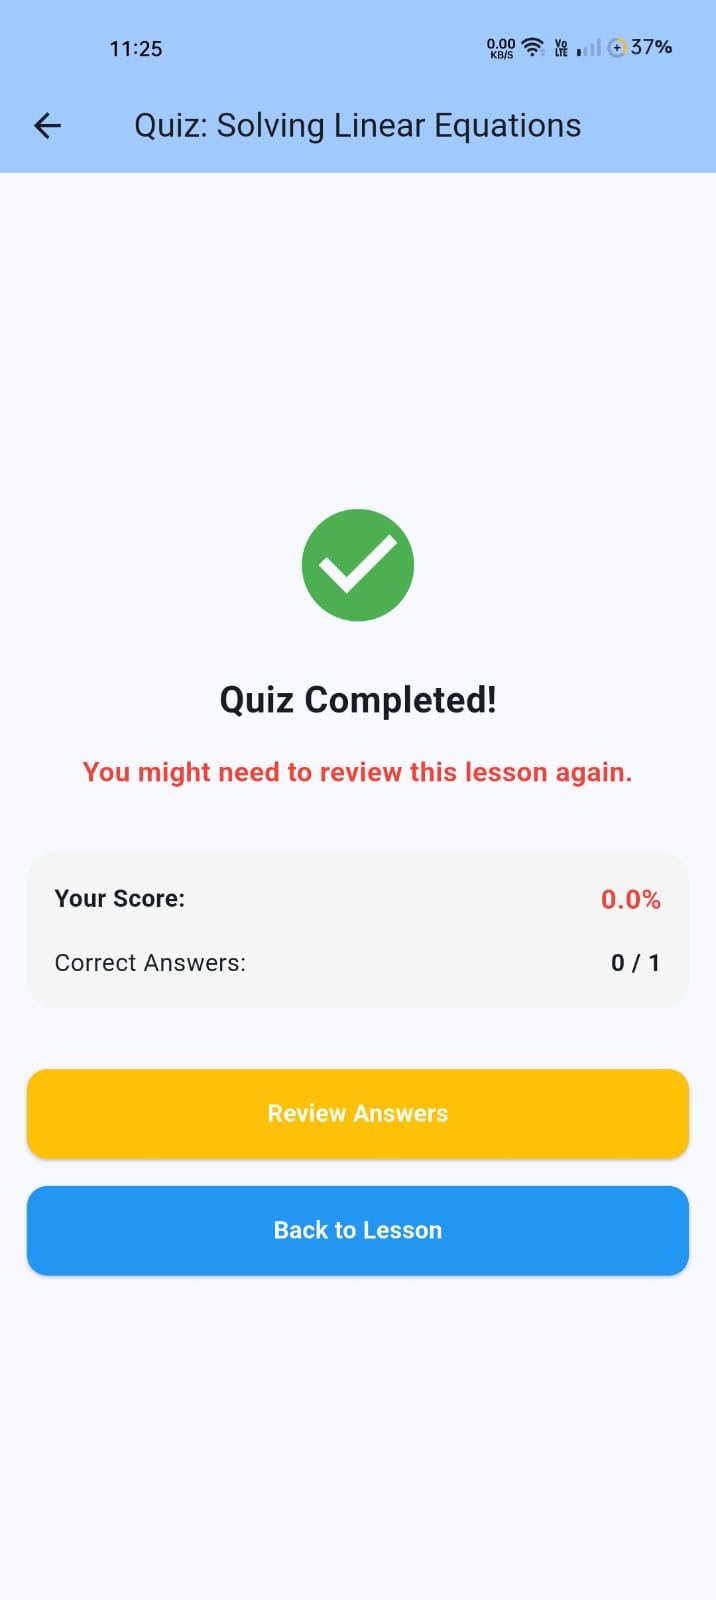 11:25
0.00 KB/S Vo LTE 37%
Quiz: Solving Linear Equations
Quiz Completed!
You might need to review this lesson again.
Your Score: 0.0%
Correct Answers: 0 / 1
Review Answers
Back to Lesson